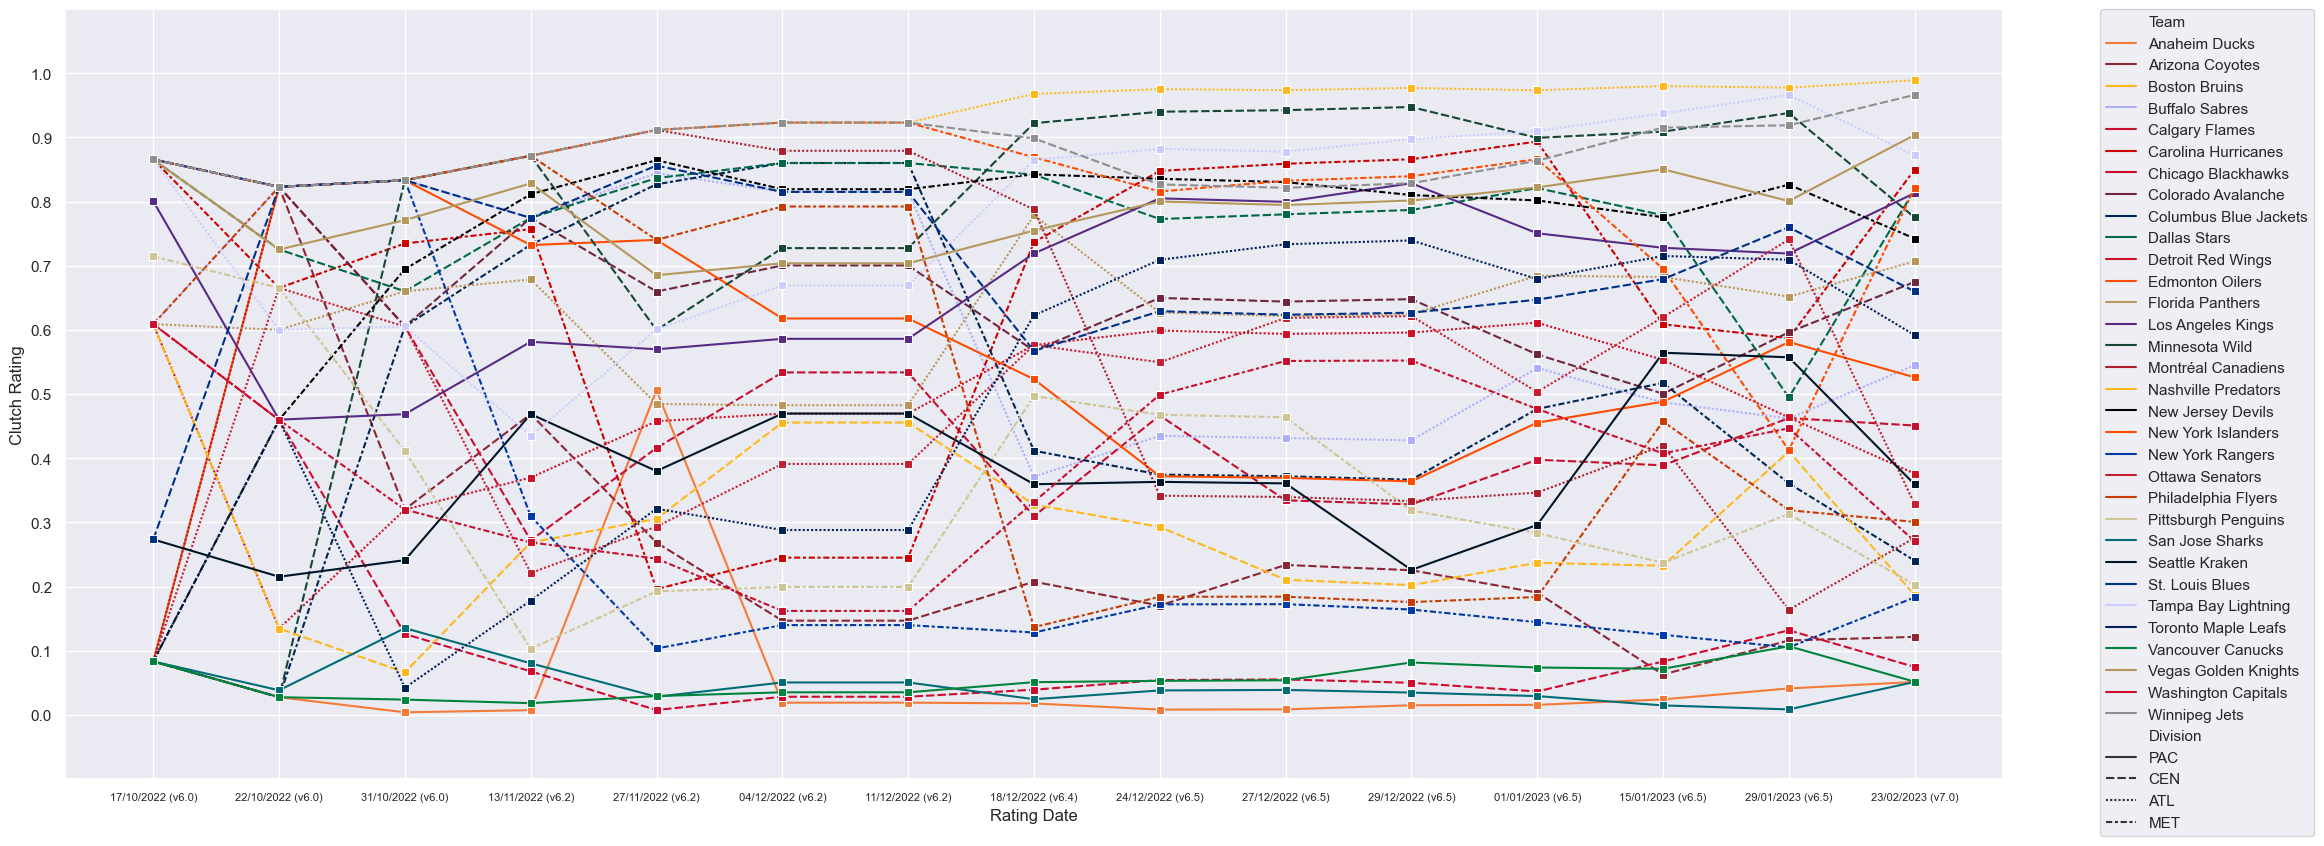 1.0
0.9
0.8
0.7
0.6
0.5
0.4
0.3
0.2
0.1
0.0
Clutch Rating
17/10/2022 (v6.0)
22/10/2022 (v6.0)
31/10/2022 (v6.0)
13/11/2022 (v6.2)
27/11/2022 (v6.2)
04/12/2022 (v6.2)
11/12/2022 (v6.2)
18/12/2022 (v6.4)
24/12/2022 (v6.5)
27/12/2022 (v6.5)
29/12/2022 (v6.5)
01/01/2023 (v6.5)
15/01/2023 (v6.5)
29/01/2023 (v6.5)
23/02/2023 (v7.0)
Rating Date
Team
Anaheim Ducks
Arizona Coyotes
Boston Bruins
Buffalo Sabres
Calgary Flames
Carolina Hurricanes
Chicago Blackhawks
Colorado Avalanche
Columbus Blue Jackets
Dallas Stars
Detroit Red Wings
Edmonton Oilers
Florida Panthers
Los Angeles Kings
Minnesota Wild
Montréal Canadiens
Nashville Predators
New Jersey Devils
New York Islanders
New York Rangers
Ottawa Senators
Philadelphia Flyers
Pittsburgh Penguins
San Jose Sharks
Seattle Kraken
St. Louis Blues
Tampa Bay Lightning
Toronto Maple Leafs
Vancouver Canucks
Vegas Golden Knights
Washington Capitals
Winnipeg Jets
Division
PAC
CEN
ATL
MET